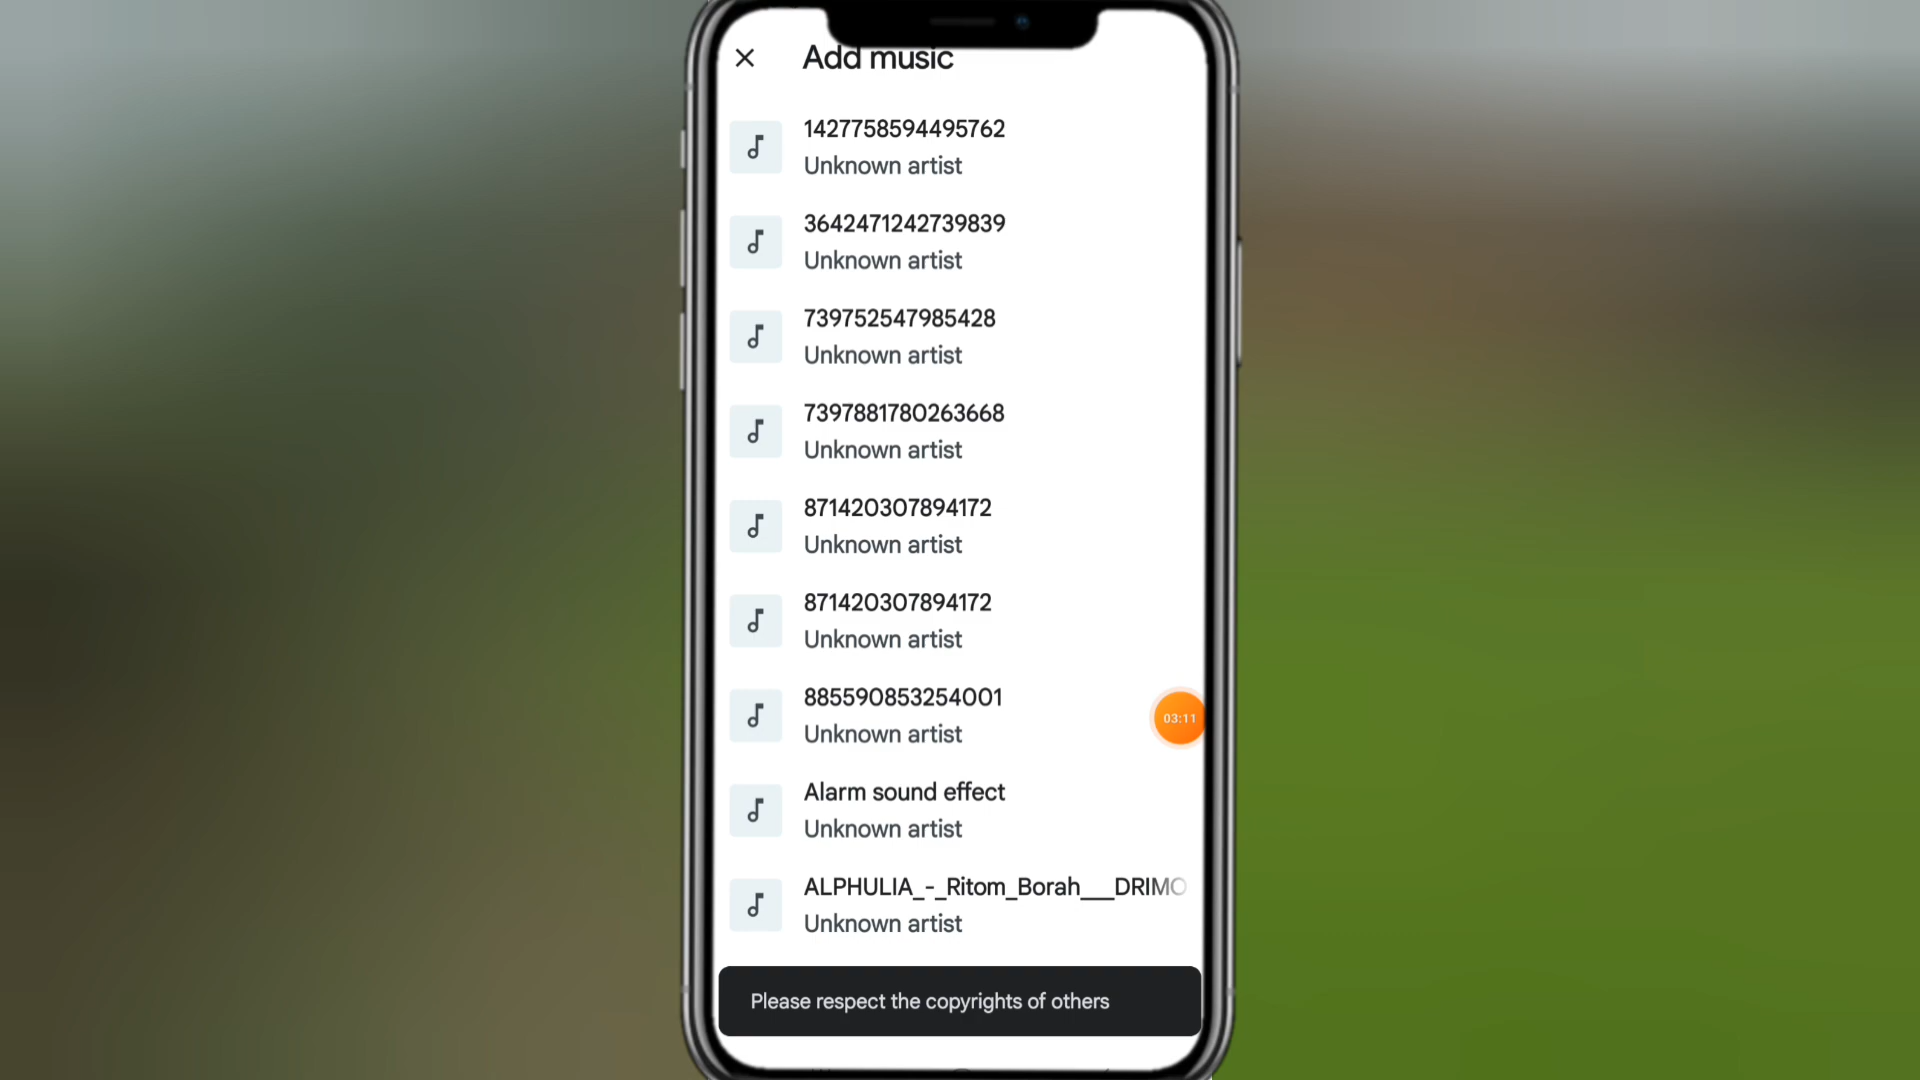 Add music
1427758594495762
Unknown artist
3642471242739839
Unknown artist
739752547985428
Unknown artist
7397881780263668
Unknown artist
871420307894172
Unknown artist
871420307894172
Unknown artist
885590853254001
Unknown artist
03:11
Alarm sound effect
Unknown artist
ALPHULIA_-_Ritom_Borah___DRIMO
Unknown artist
Please respect the copyrights of others